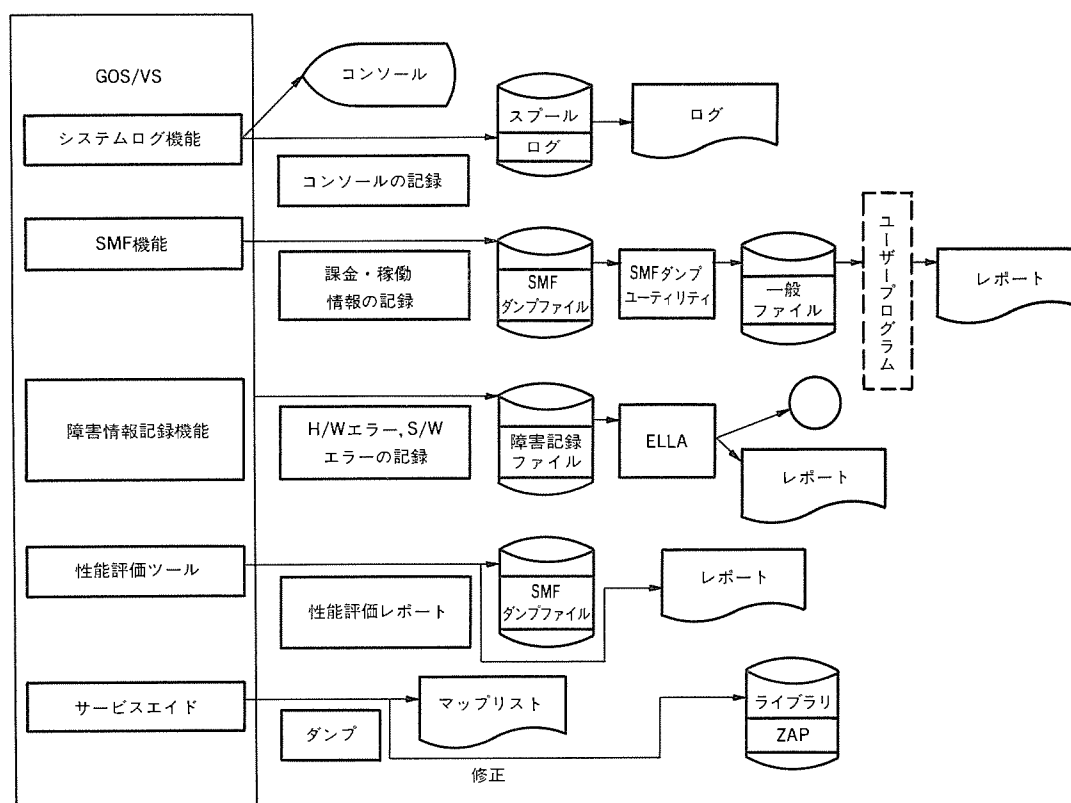 GOS/VS
コンソール
システムログ機能
スプール
ログ
ログ
コンソールの記録
SMF機能
課金・稼働
情報の記録
SMF
ダンプファイル
SMFダンプ
ユーティリティ
一般
ファイル
ユーザープログラム
レポート
障害情報記録機能
H/Wエラー, S/W
エラーの記録
障害記録
ファイル
ELLA
レポート
性能評価ツール
性能評価レポート
SMF
ダンプファイル
レポート
サービスエイド
ダンプ
マップリスト
修正
ライブラリ
ZAP